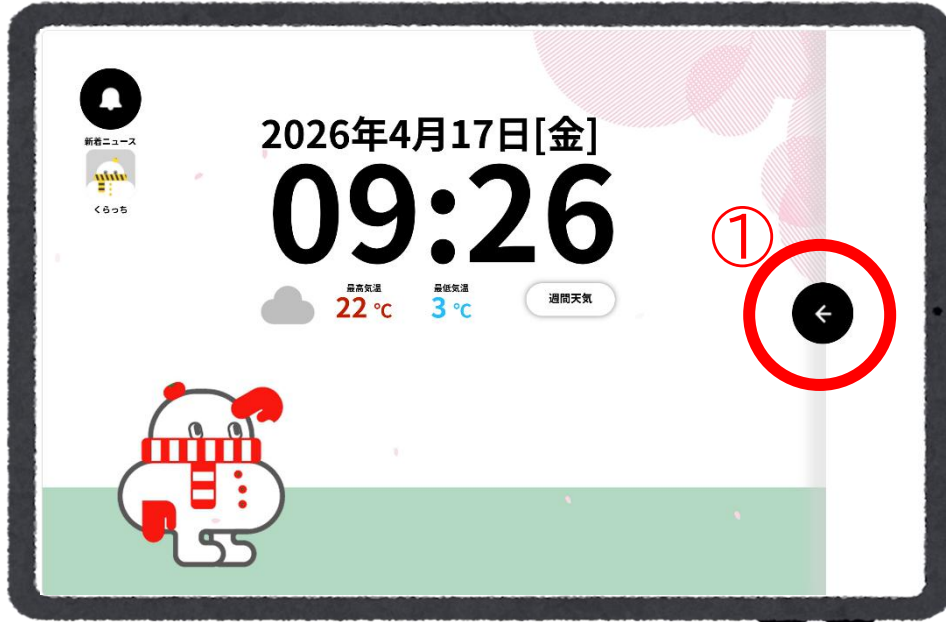 新着ニュース
くらっち
2026年4月17日[金]
09:26
最高気温
22 ℃
最低気温
3 ℃
週間天気
①